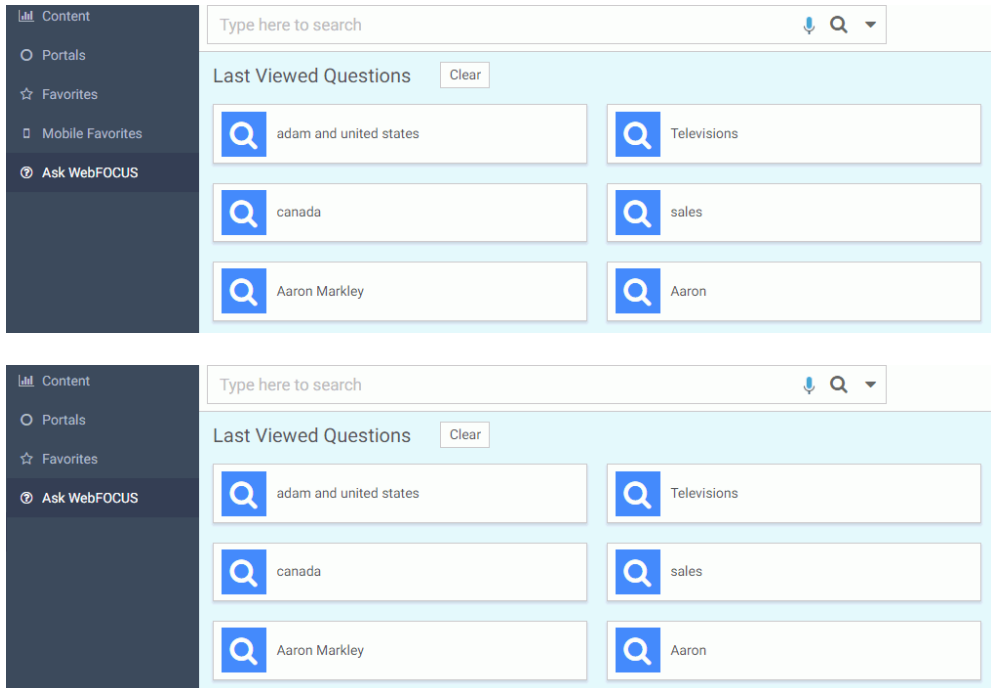 Content
Portals
Favorites
Mobile Favorites
Ask WebFOCUS
Type here to search
Last Viewed Questions Clear
adam and united states Televisions
canada sales
Aaron Markley Aaron
Content
Portals
Favorites
Ask WebFOCUS
Type here to search
Last Viewed Questions Clear
adam and united states Televisions
canada sales
Aaron Markley Aaron